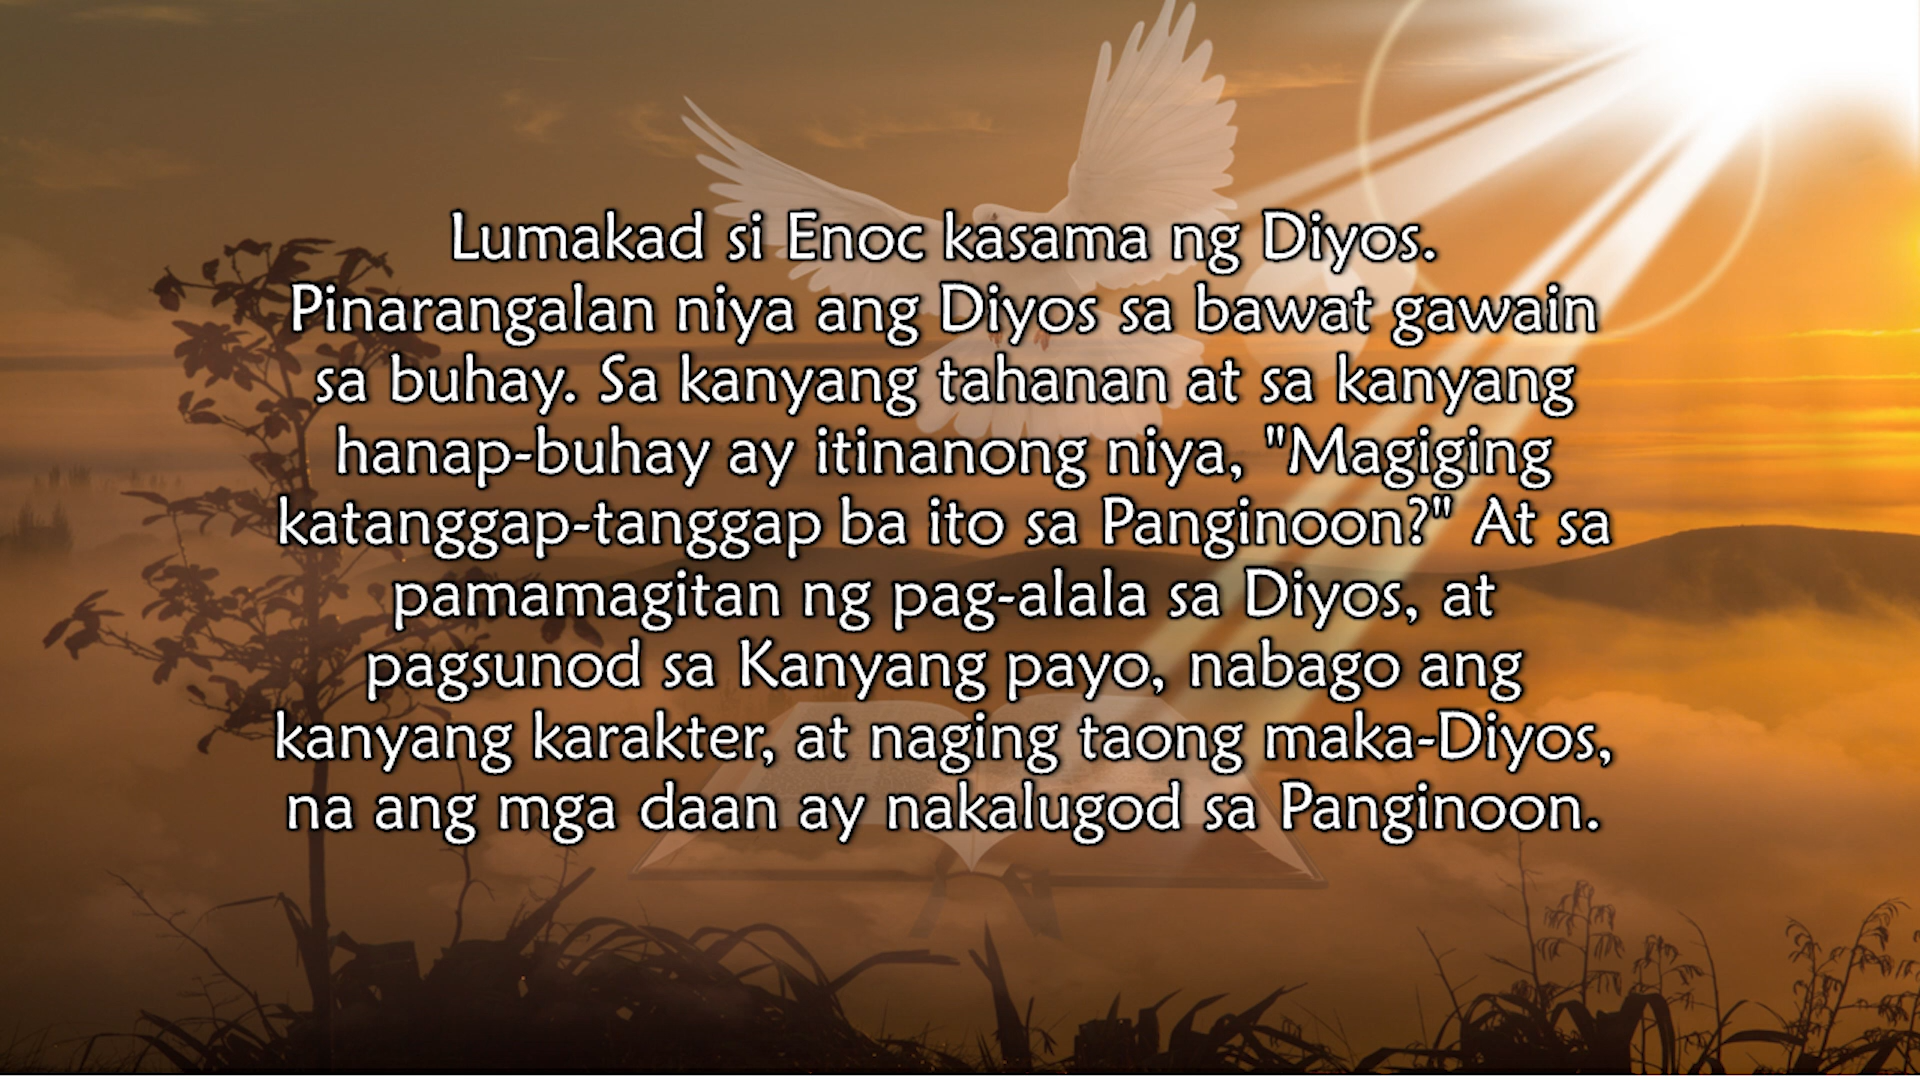 Lumakad si Enoc kasama ng Diyos.
Pinarangalan niya ang Diyos sa bawat gawain
sa buhay. Sa kanyang tahanan at sa kanyang
hanap-buhay ay itinanong niya, "Magiging
katanggap-tanggap ba ito sa Panginoon?" At sa
pamamagitan ng pag-alala sa Diyos, at
pagsunod sa Kanyang payo, nabago ang
kanyang karakter, at naging taong maka-Diyos,
na ang mga daan ay nakalugod sa Panginoon.